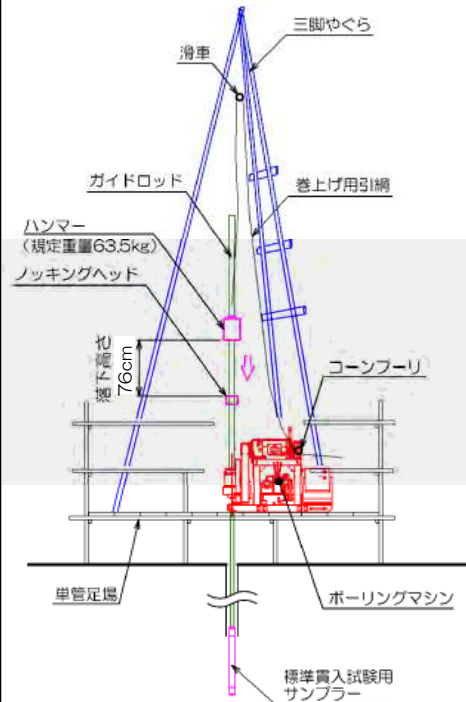 三脚やぐら
滑車
ガイドロッド
巻上げ用引綱
ハンマー
(規定重量63,5kg)
ノッキングヘッド
落下高さ
76cm
コーンプーリ
単管足場
ボーリングマシン
標準貫入試験用
サンプラー